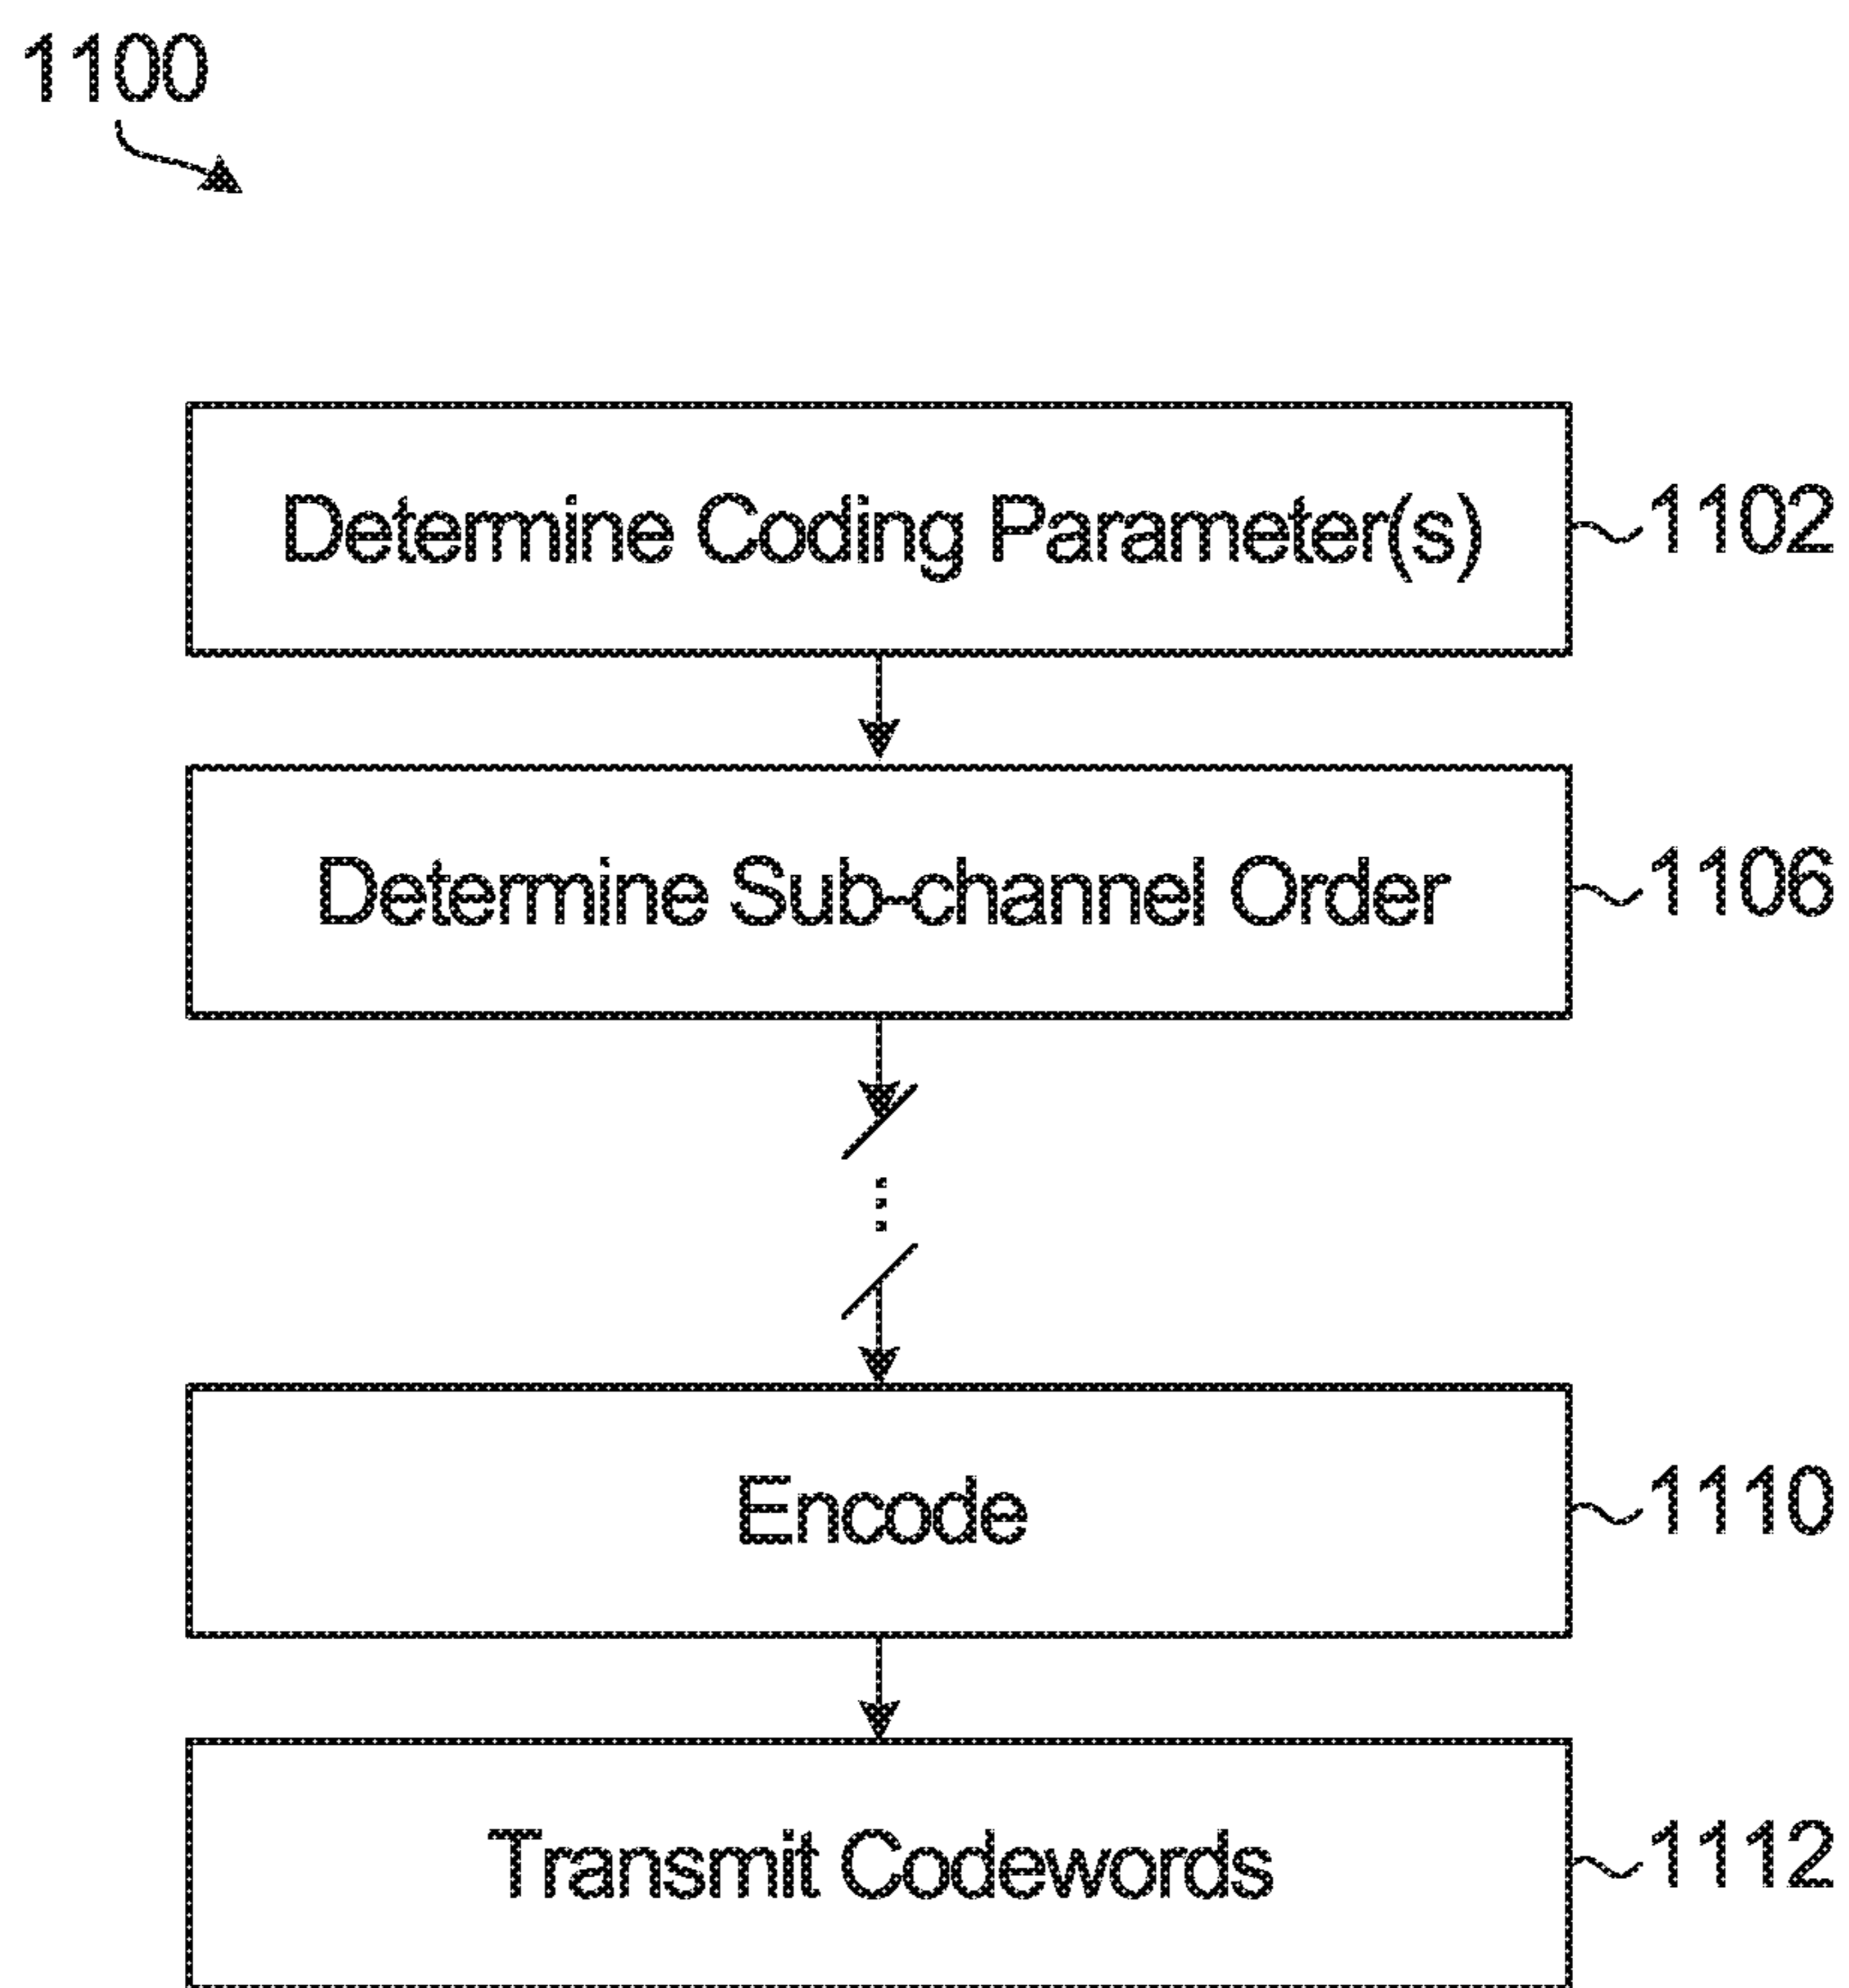 1100
Determine Coding Parameter(s)
1102
Determine Sub-channel Order
1106
Encode
1110
Transmit Codewords
1112